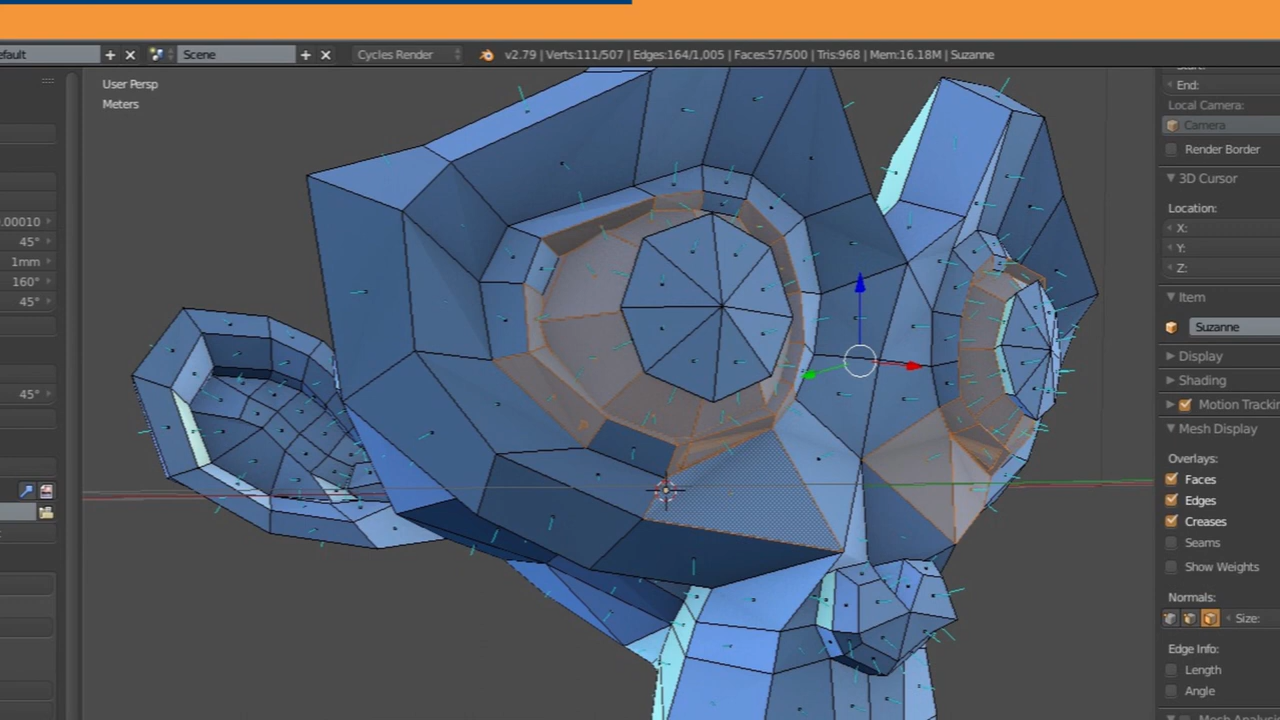 efault
Scene
Cycles Render
v2.79 | Verts:111/507 | Edges:164/1,005 | Faces:57/500 | Tris:968 | Mem:16.18M | Suzanne
User Persp
Meters
.00010
45°
1mm
160°
45°
45°
End:
Local Camera:
Camera
Render Border
3D Cursor
Location:
X:
Y:
Z:
Item
Suzanne
Display
Shading
Motion Trackin
Mesh Display
Overlays:
Faces
Edges
Creases
Seams
Show Weights
Normals:
Size:
Edge Info:
Length
Angle